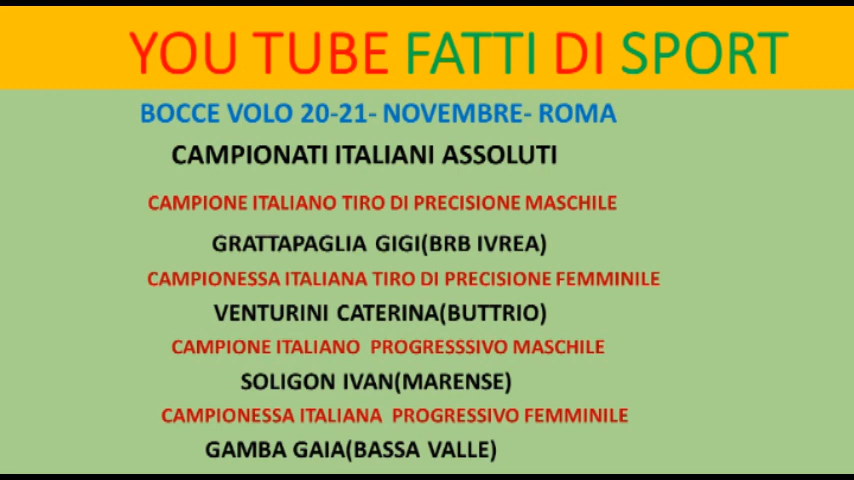 YOU TUBE FATTI DI SPORT
BOCCE VOLO 20-21- NOVEMBRE- ROMA
CAMPIONATI ITALIANI ASSOLUTI
CAMPIONE ITALIANO TIRO DI PRECISIONE MASCHILE
GRATTAPAGLIA GIGI(BRB IVREA)
CAMPIONESSA ITALIANA TIRO DI PRECISIONE FEMMINILE
VENTURINI CATERINA(BUTTRIO)
CAMPIONE ITALIANO PROGRESSSIVO MASCHILE
SOLIGON IVAN(MARENSE)
CAMPIONESSA ITALIANA PROGRESSIVO FEMMINILE
GAMBA GAIA(BASSA VALLE)